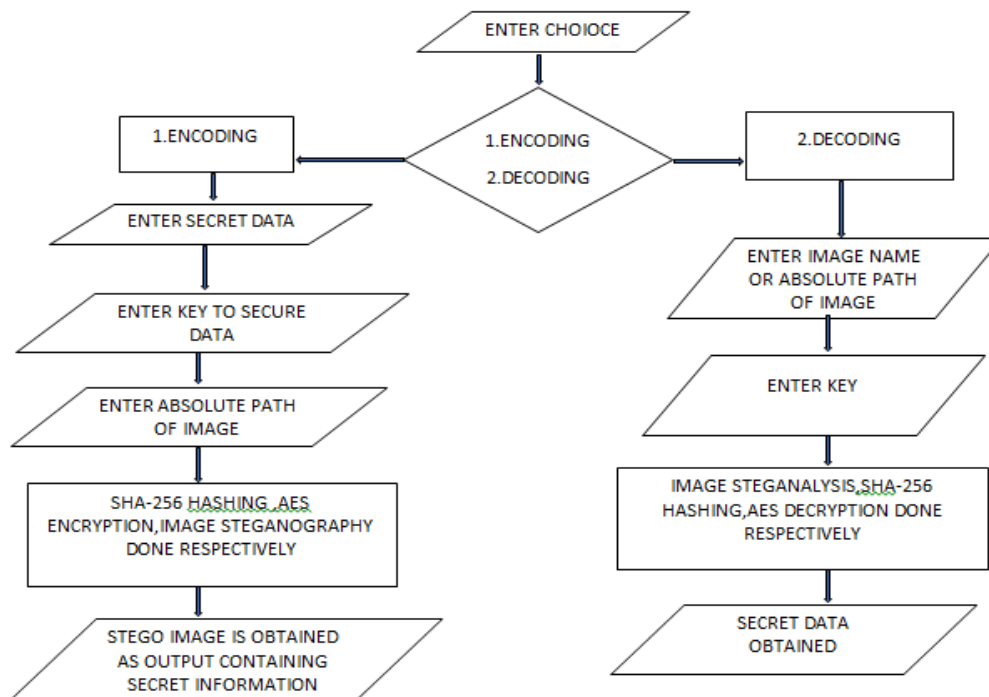 ENTER CHOIOCE
1.ENCODING
2.DECODING
1.ENCODING
ENTER SECRET DATA
ENTER KEY TO SECURE
DATA
ENTER ABSOLUTE PATH
OF IMAGE
SHA-256 HASHING ,AES
ENCRYPTION,IMAGE STEGANOGRAPHY
DONE RESPECTIVELY
STEGO IMAGE IS OBTAINED
AS OUTPUT CONTAINING
SECRET INFORMATION
2.DECODING
ENTER IMAGE NAME
OR ABSOLUTE PATH
OF IMAGE
ENTER KEY
IMAGE STEGANALYSIS,SHA-256
HASHING,AES DECRYPTION DONE
RESPECTIVELY
SECRET DATA
OBTAINED